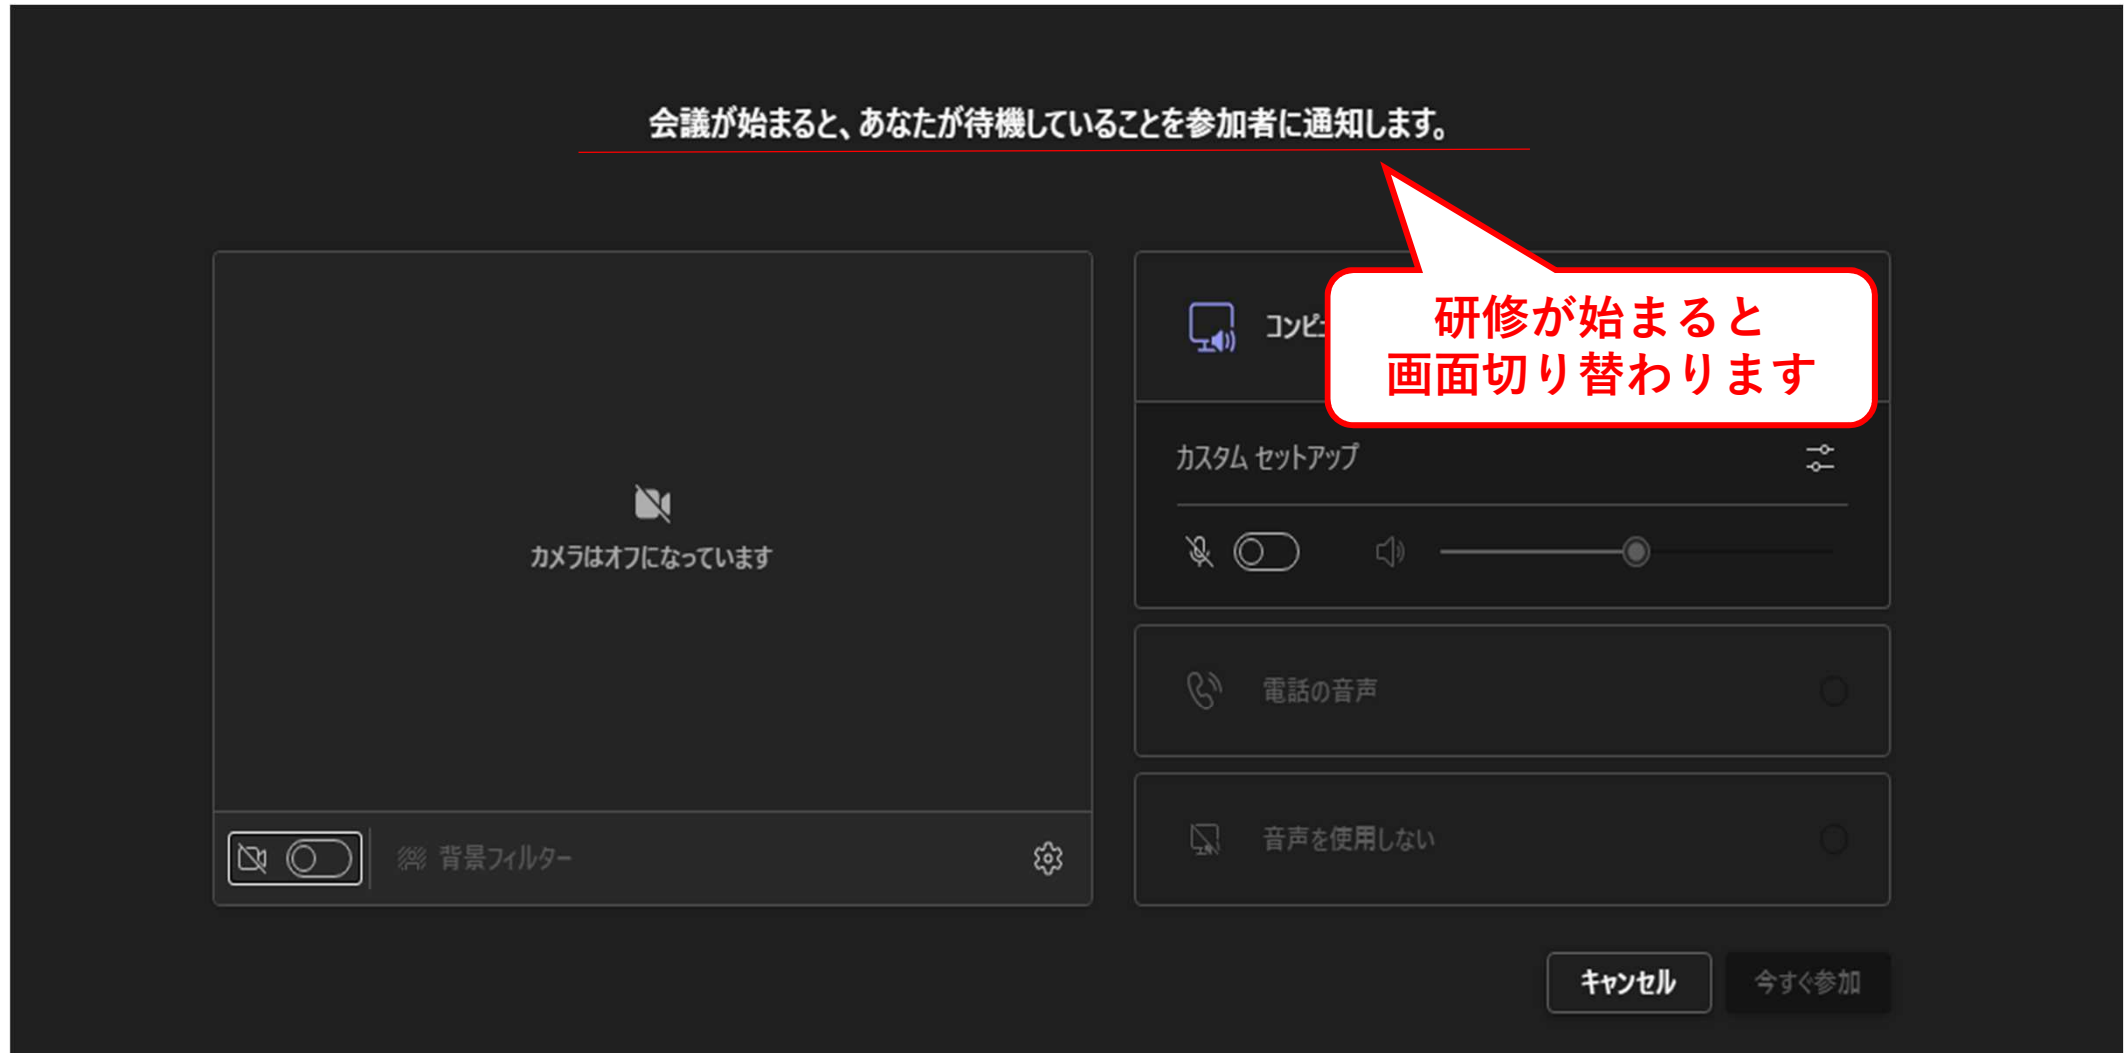 会議が始まると、あなたが待機していることを参加者に通知します。
研修が始まると
画面切り替わります
コンピュ
カスタム セットアップ
カメラはオフになっています
電話の音声
音声を使用しない
背景フィルター
キャンセル
今すぐ参加